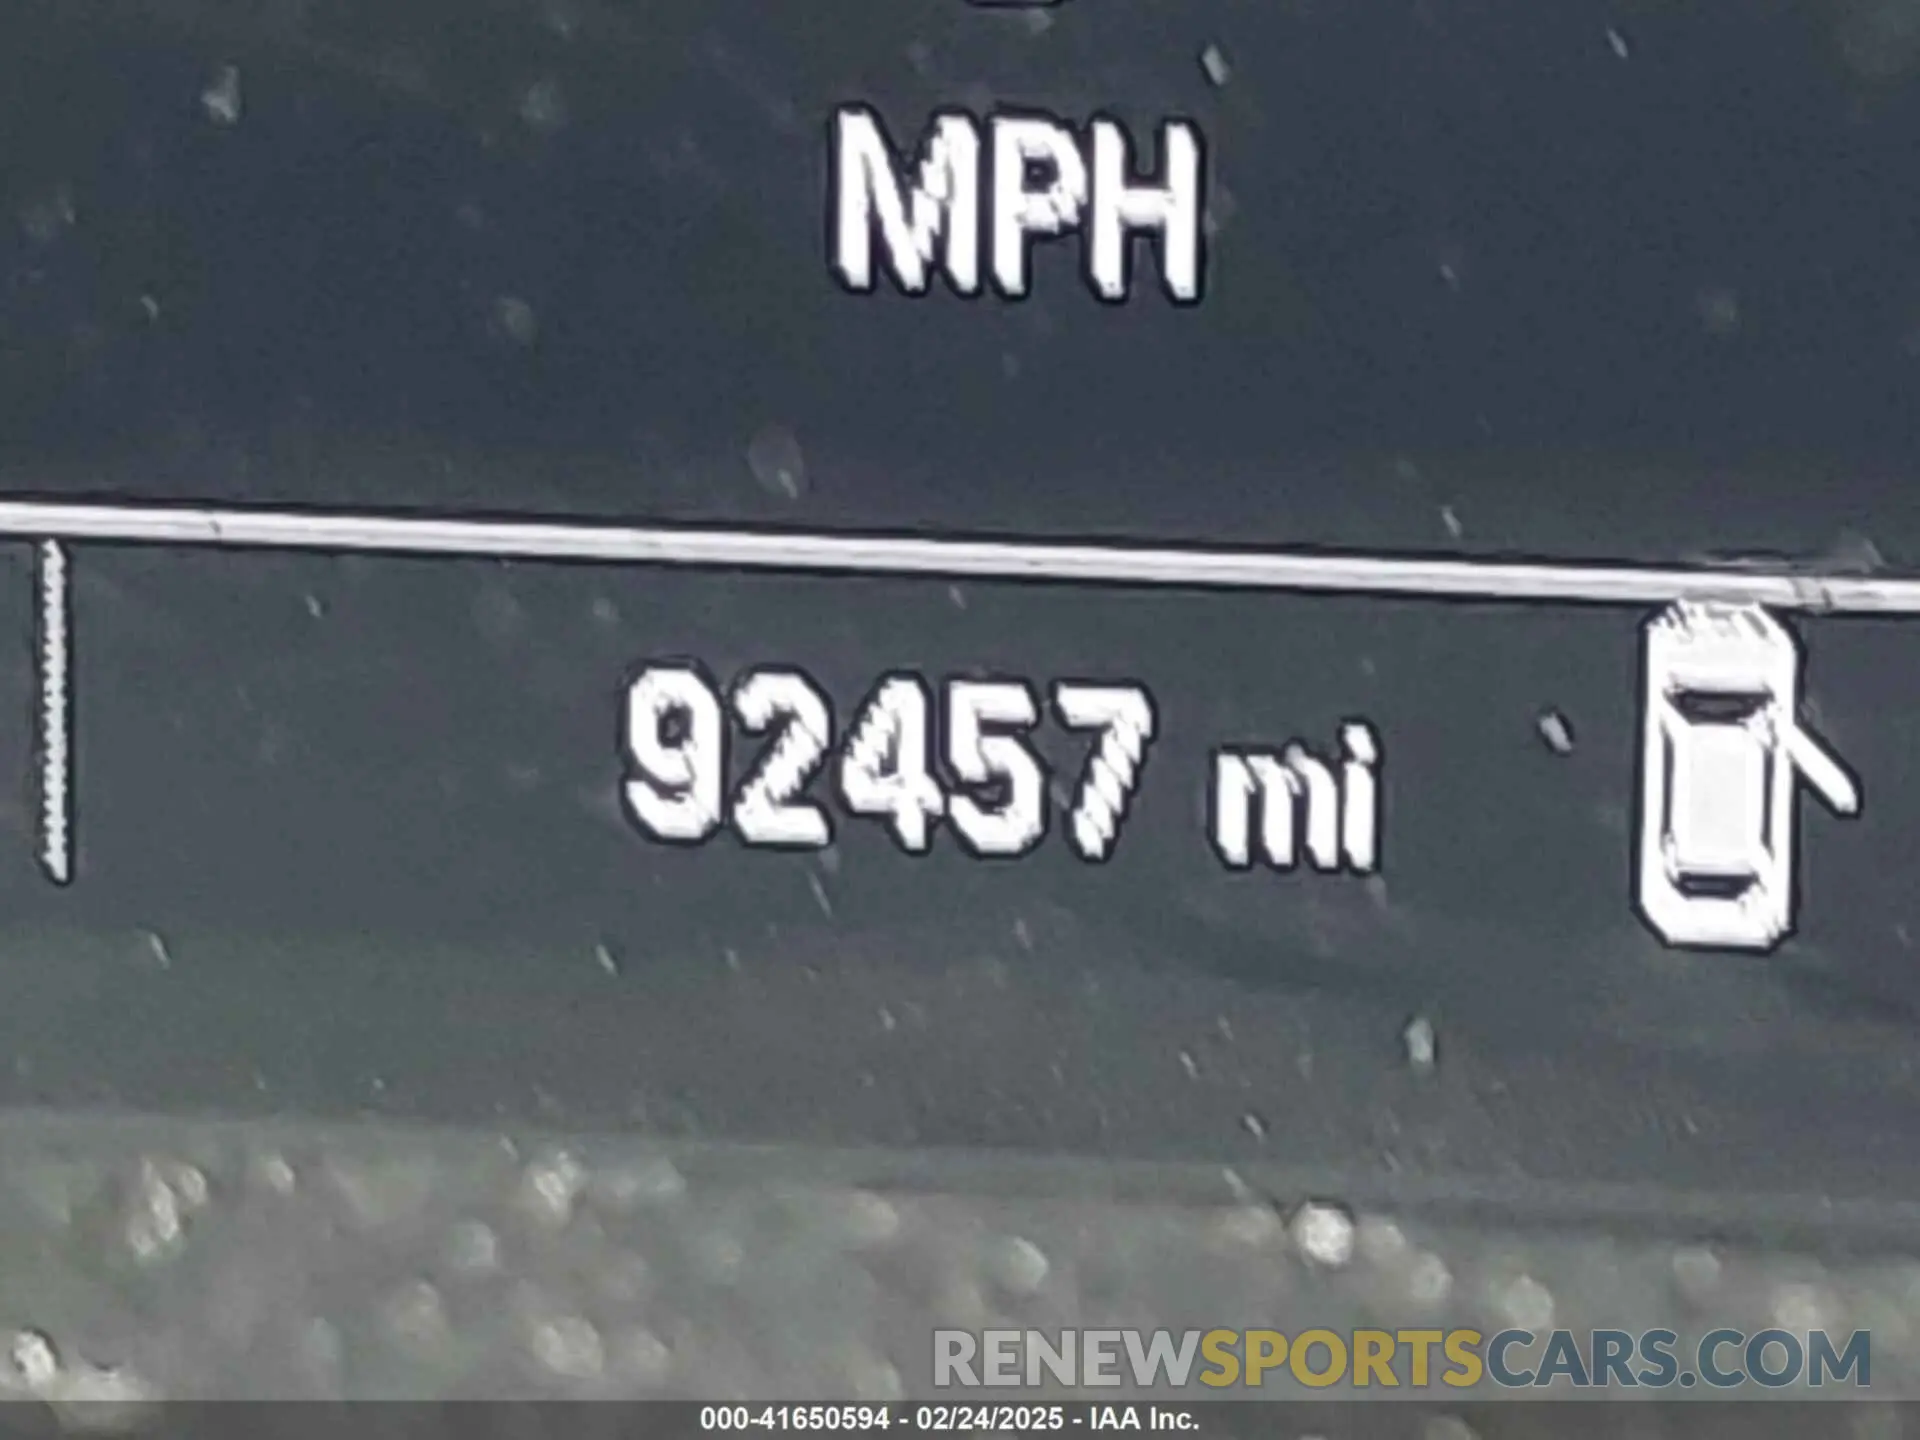 MPH
92457 mi
RENEWSPORTSCARS.COM
000-41650594 - 02/24/2025 - IAA Inc.